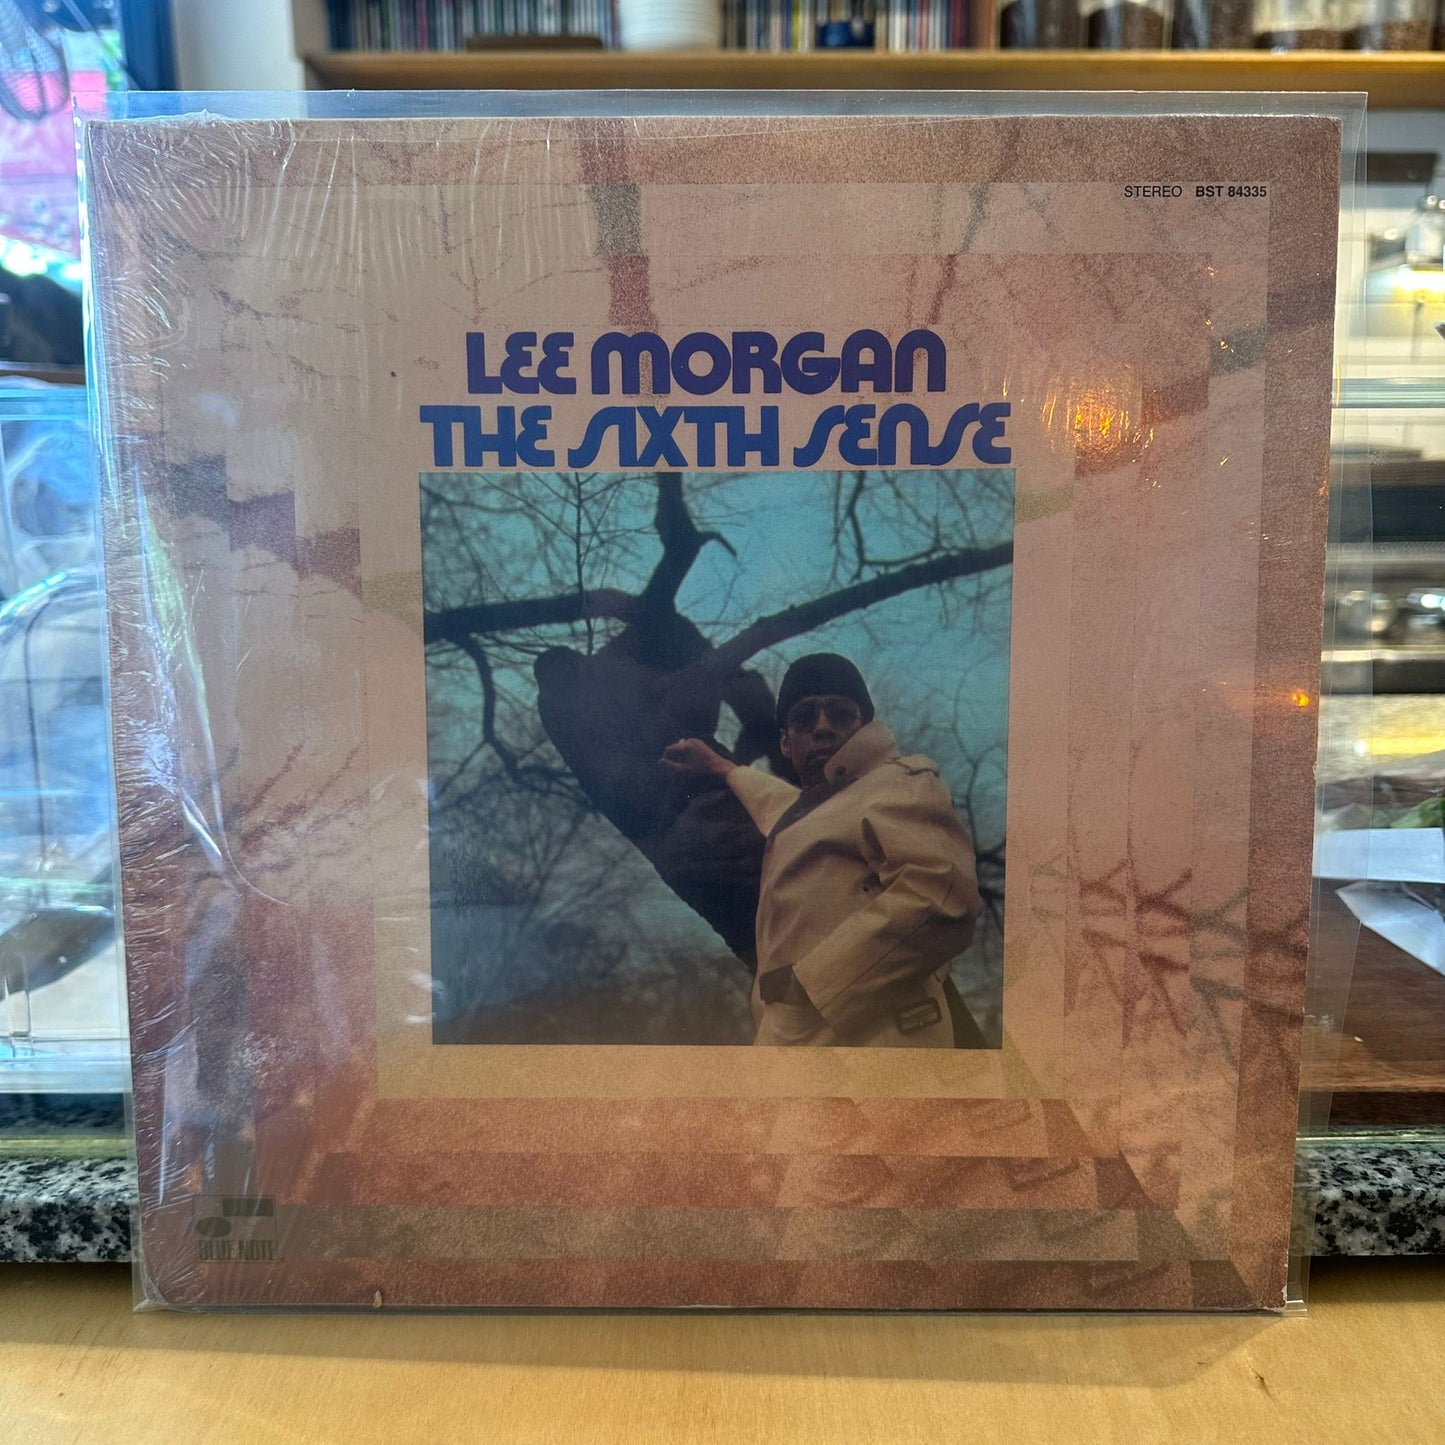 STEREO BST 84335
LEE MORGAN
THE SIXTH SENSE
BLUE NOTE